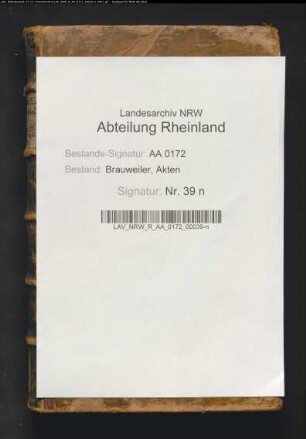 Landesarchiv NRW
Abteilung Rheinland
Bestands-Signatur: AA 0172
Bestand: Brauweiler, Akten
Signatur: Nr. 39 n
LAV_NRW_R_AA_0172_00039-n